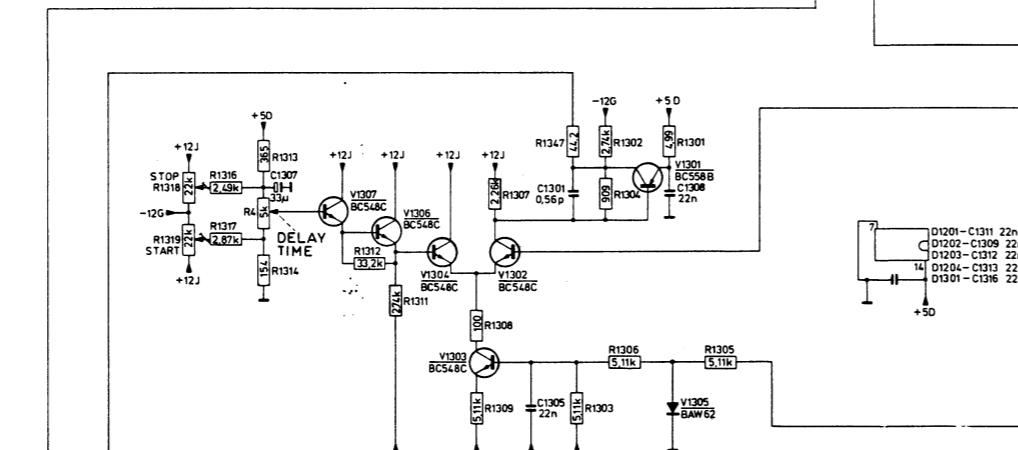 -12G
+5D
+5D
R1347
44,2
2,74k
R1302
4,99
R1301
+12J
365
R1313
+12J
+12J
+12J
+12J
V1301
BC558B
STOP
R1318
22k
R1316
2,49k
C1307
33µ
V1307
BC548C
R1307
C1301
0,56p
909
R1304
C1308
22n
-12G
R4
5k
V1306
BC548C
R1319
START
22k
R1317
2,87k
DELAY
TIME
R1312
33,2k
+12J
154
R1314
V1304
BC548C
V1302
BC548C
274k
R1311
7
14
D1201-C1311 22n
D1202-C1309 22
D1203-C1312 22
D1204-C1313 22
D1301-C1316 22
+5D
100
R1308
V1303
BC548C
R1306
5,11k
R1305
5,11k
5,11k
R1309
C1305
22n
5,11k
R1303
V1305
BAW62